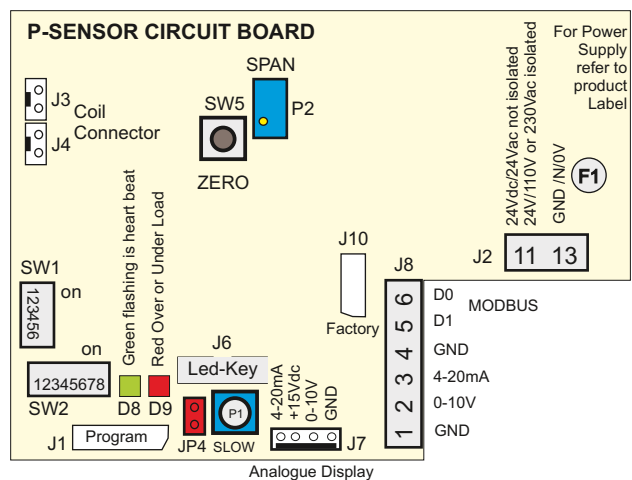 P-SENSOR CIRCUIT BOARD
For Power
Supply
refer to
product
Label
SPAN
SW5
P2
ZERO
J3
Coil
Connector
J4
24Vdc/24Vac not isolated
24V/110V or 230Vac isolated
GND /N/0V
F1
J2
11 13
SW1
on
123456
on
12345678
SW2
Green flashing is heart beat
Red Over or Under Load
D8
D9
J10
Factory
J8
6
D0
MODBUS
5
D1
4
GND
3
4-20mA
2
0-10V
1
GND
J6
Led-Key
P1
JP4
SLOW
J1
Program
4-20mA
+15Vdc
0-10V
GND
J7
Analogue Display